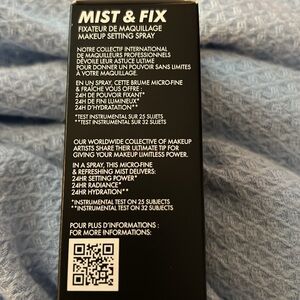 MIST & FIX
FIXATEUR DE MAQUILLAGE
MAKEUP SETTING SPRAY
NOTRE COLLECTIF INTERNATIONAL
DE MAQUILLEURS PROFESSIONNELS
DÉVOILE LEUR ASTUCE ULTIME
POUR DONNER UN POUVOIR SANS LIMITES
À VOTRE MAQUILLAGE.
EN UN SPRAY, CETTE BRUME MICRO-FINE
& FRAÎCHE VOUS OFFRE :
24H DE POUVOIR FIXANT*
24H DE FINI LUMINEUX*
24H D'HYDRATATION**
*TEST INSTRUMENTAL SUR 25 SUJETS
**TEST INSTRUMENTAL SUR 32 SUJETS
OUR WORLDWIDE COLLECTIVE OF MAKEUP
ARTISTS SHARE THEIR ULTIMATE TIP FOR
GIVING YOUR MAKEUP LIMITLESS POWER.
IN A SPRAY, THIS MICRO-FINE
& REFRESHING MIST DELIVERS:
24HR SETTING POWER*
24HR RADIANCE*
24HR HYDRATION**
*INSTRUMENTAL TEST ON 25 SUBJECTS
**INSTRUMENTAL TEST ON 32 SUBJECTS
POUR PLUS D'INFORMATIONS :
FOR MORE INFORMATIONS: